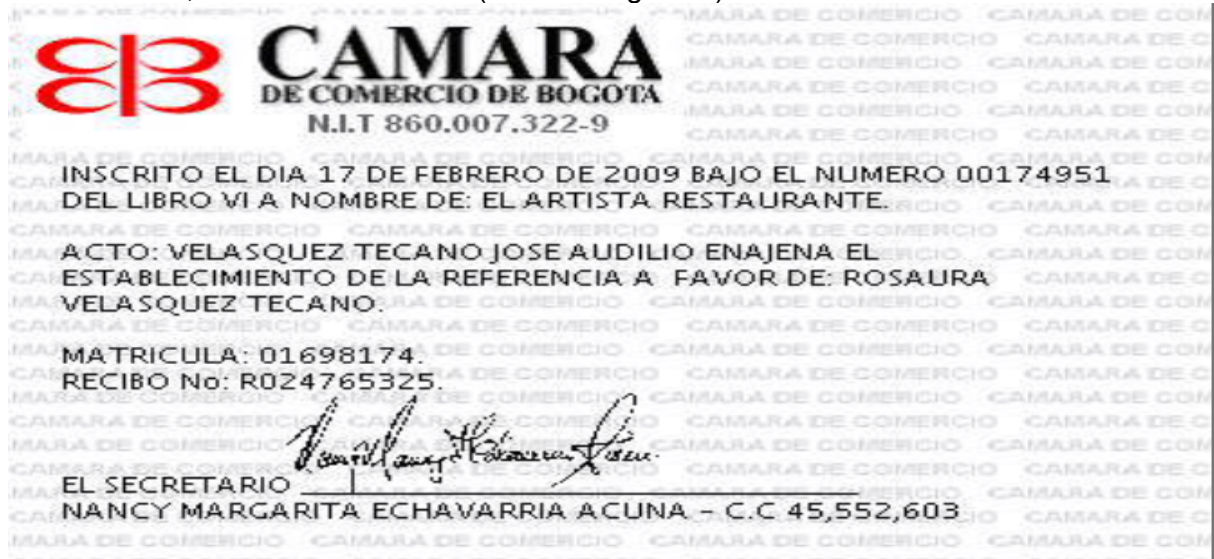 CAMARA
DE COMERCIO DE BOGOTA
N.I.T 860.007.322-9
INSCRITO EL DIA 17 DE FEBRERO DE 2009 BAJO EL NUMERO 00174951
DEL LIBRO VI A NOMBRE DE: EL ARTISTA RESTAURANTE.
ACTO: VELASQUEZ TECANO JOSE AUDILIO ENAJENA EL
ESTABLECIMIENTO DE LA REFERENCIA A FAVOR DE: ROSAURA
VELASQUEZ TECANO.
MATRICULA: 01698174.
RECIBO No: R024765325.
EL SECRETARIO
NANCY MARGARITA ECHAVARRIA ACUNA - C.C 45,552,603